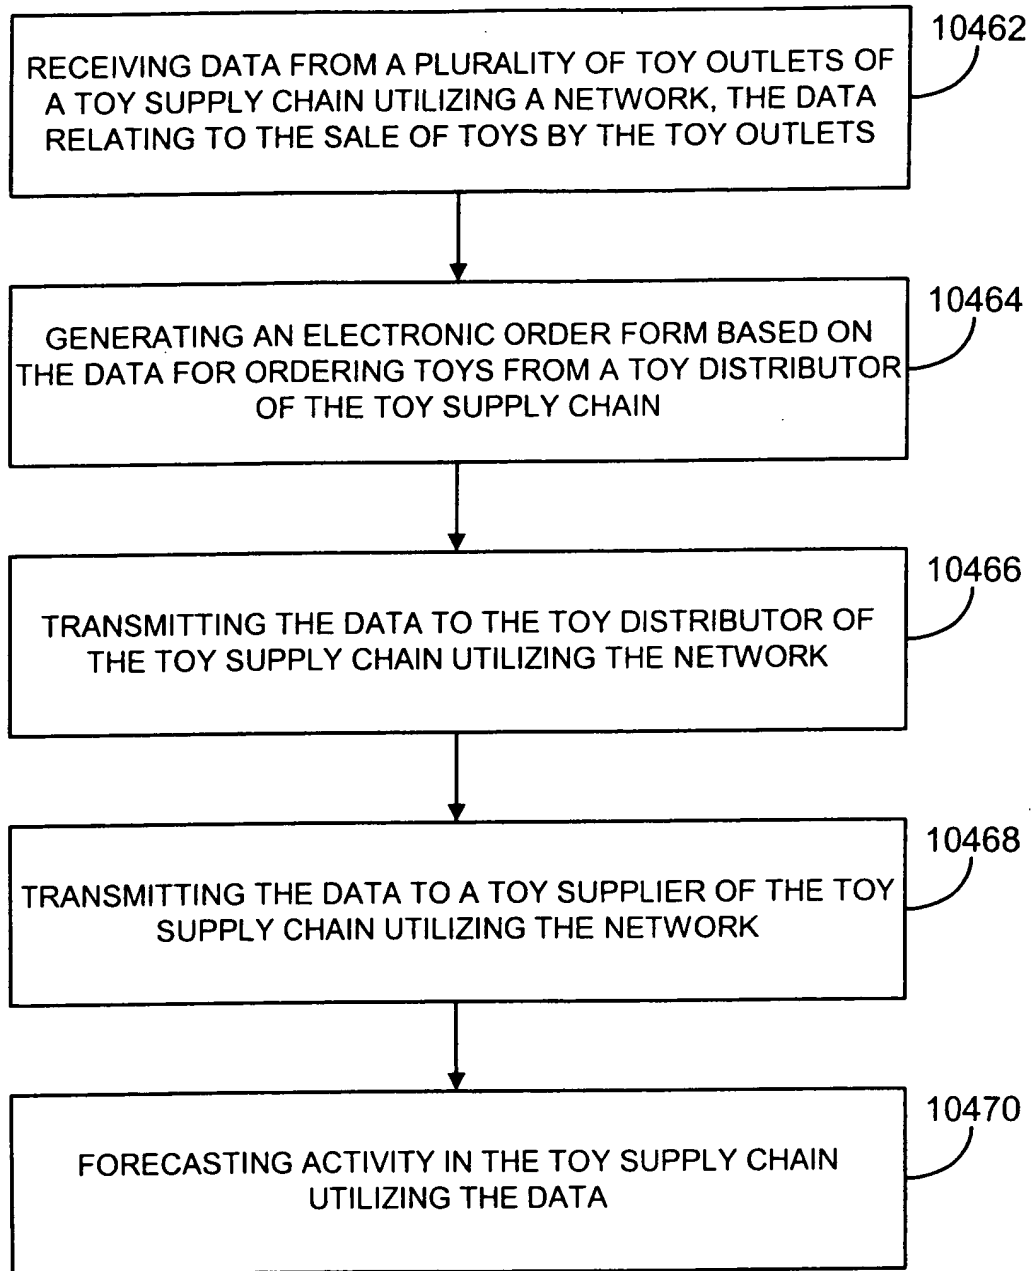 10462
RECEIVING DATA FROM A PLURALITY OF TOY OUTLETS OF
A TOY SUPPLY CHAIN UTILIZING A NETWORK, THE DATA
RELATING TO THE SALE OF TOYS BY THE TOY OUTLETS
10464
GENERATING AN ELECTRONIC ORDER FORM BASED ON
THE DATA FOR ORDERING TOYS FROM A TOY DISTRIBUTOR
OF THE TOY SUPPLY CHAIN
10466
TRANSMITTING THE DATA TO THE TOY DISTRIBUTOR OF
THE TOY SUPPLY CHAIN UTILIZING THE NETWORK
10468
TRANSMITTING THE DATA TO A TOY SUPPLIER OF THE TOY
SUPPLY CHAIN UTILIZING THE NETWORK
10470
FORECASTING ACTIVITY IN THE TOY SUPPLY CHAIN
UTILIZING THE DATA